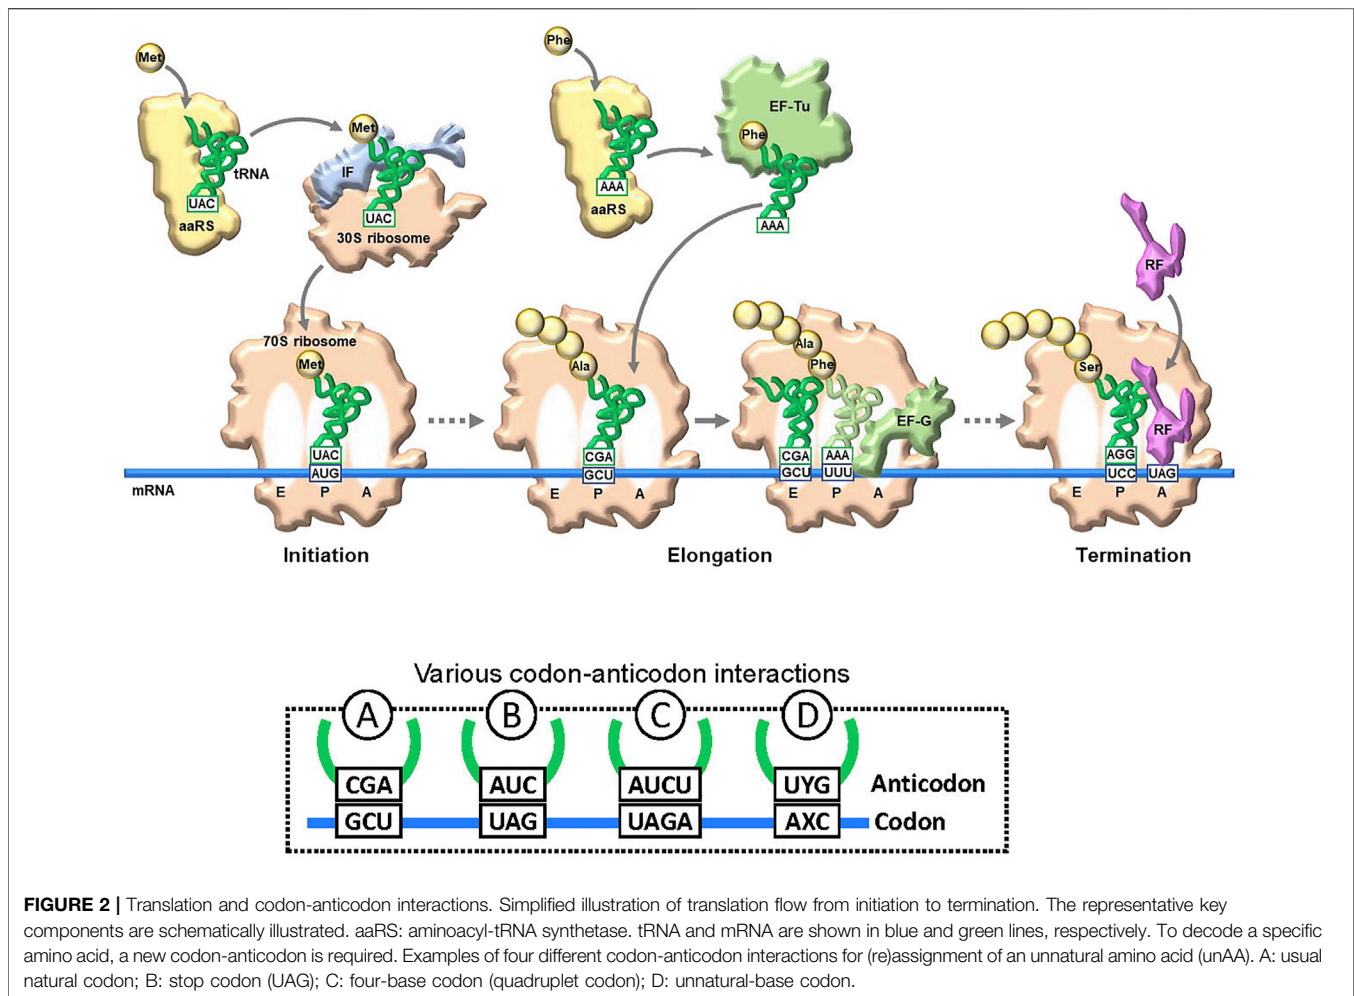 Met
Phe
EF-Tu
Met
Phe
IF
tRNA
UAC
aaRS
UAC
30S ribosome
AAA
aaRS
AAA
RF
70S ribosome
Met
Ala
Ala
Phe
Ser
EF-G
RF
UAC
CGA
CGA
AAA
AGG
AUG
GCU
GCU
UUU
UCC
UAG
mRNA
E P A
E P A
E P A
E P A
Initiation
Elongation
Termination
Various codon-anticodon interactions
A B C D
CGA AUC AUCU UYG Anticodon
GCU UAG UAGA AXC Codon
FIGURE 2 | Translation and codon-anticodon interactions. Simplified illustration of translation flow from initiation to termination. The representative key
components are schematically illustrated. aaRS: aminoacyl-tRNA synthetase. tRNA and mRNA are shown in blue and green lines, respectively. To decode a specific
amino acid, a new codon-anticodon is required. Examples of four different codon-anticodon interactions for (re)assignment of an unnatural amino acid (unAA). A: usual
natural codon; B: stop codon (UAG); C: four-base codon (quadruplet codon); D: unnatural-base codon.